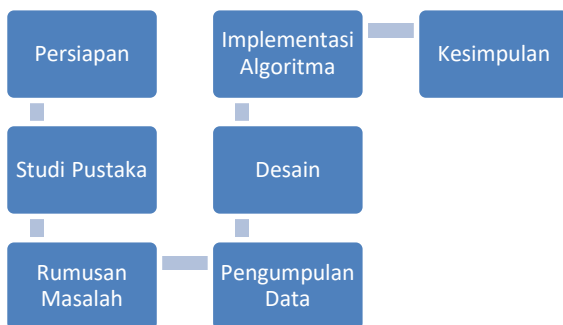 Persiapan
Studi Pustaka
Rumusan
Masalah
Pengumpulan
Data
Desain
Implementasi
Algoritma
Kesimpulan